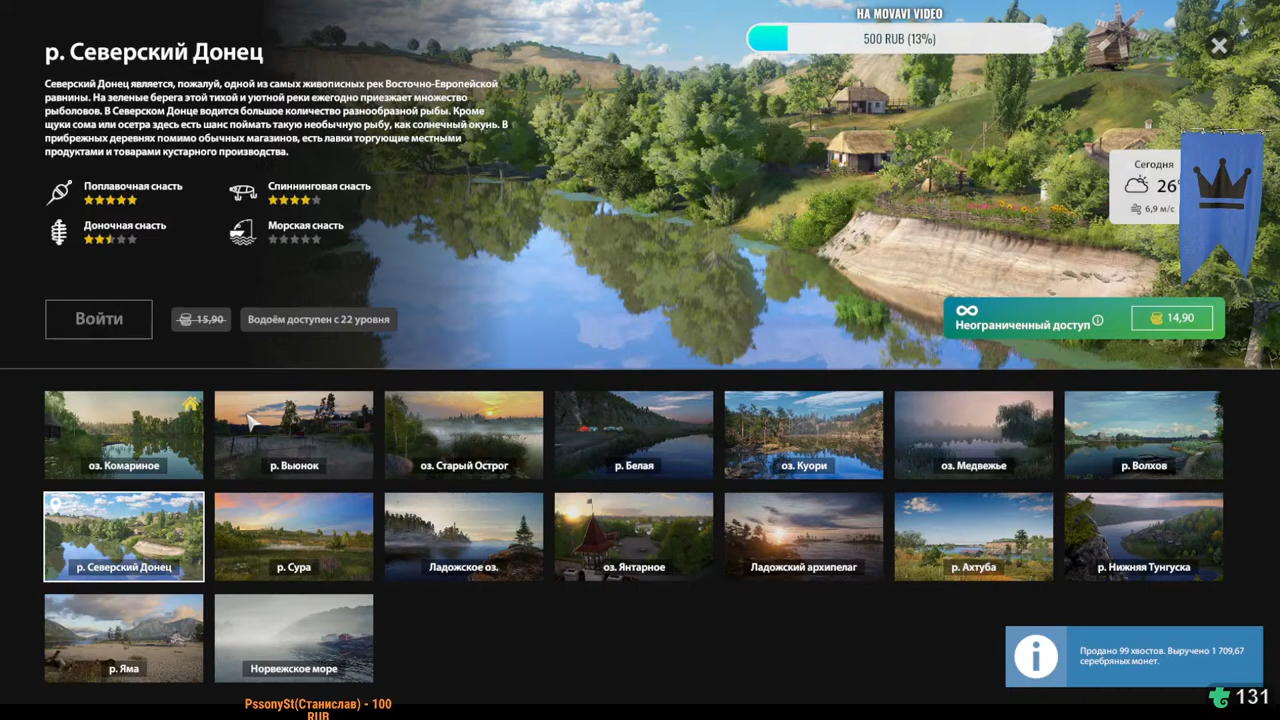 НА MOVAVI VIDEO
500 RUB (13%)
р. Северский Донец
Северский Донец является, пожалуй, одной из самых живописных рек Восточно-Европейской
равнины. На зеленые берега этой тихой и уютной реки ежегодно приезжает множество
рыболовов. В Северском Донце водится большое количество разнообразной рыбы. Кроме
щуки сома или осетра здесь есть шанс поймать такую необычную рыбу, как солнечный окунь. В
прибрежных деревнях помимо обычных магазинов, есть лавки торгующие местными
продуктами и товарами кустарного производства.
Сегодня
26°
6,9 м/с
Поплавочная снасть
Спиннинговая снасть
Доночная снасть
Морская снасть
Войти
15,90
Водоём доступен с 22 уровня
Неограниченный доступ
14,90
оз. Комариное
р. Вьюнок
оз. Старый Острог
р. Белая
оз. Куори
оз. Медвежье
р. Волхов
р. Северский Донец
р. Сура
Ладожское оз.
оз. Янтарное
Ладожский архипелаг
р. Ахтуба
р. Нижняя Тунгуска
р. Яма
Норвежское море
Продано 99 хвостов. Выручено 1 709,67
серебряных монет.
131
PssonySt(Станислав) - 100
RUB